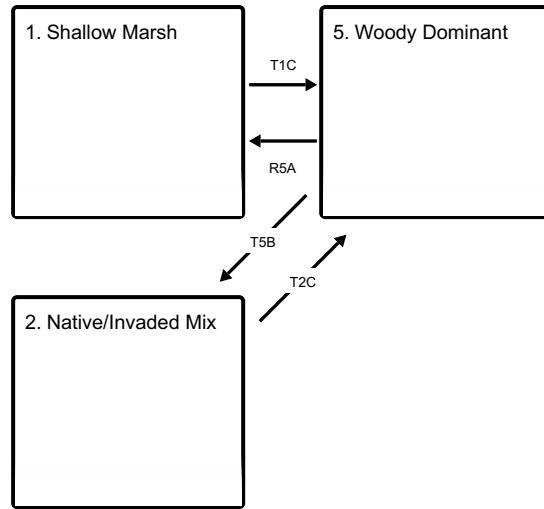 1. Shallow Marsh
5. Woody Dominant
T1C
R5A
T5B
T2C
2. Native/Invaded Mix